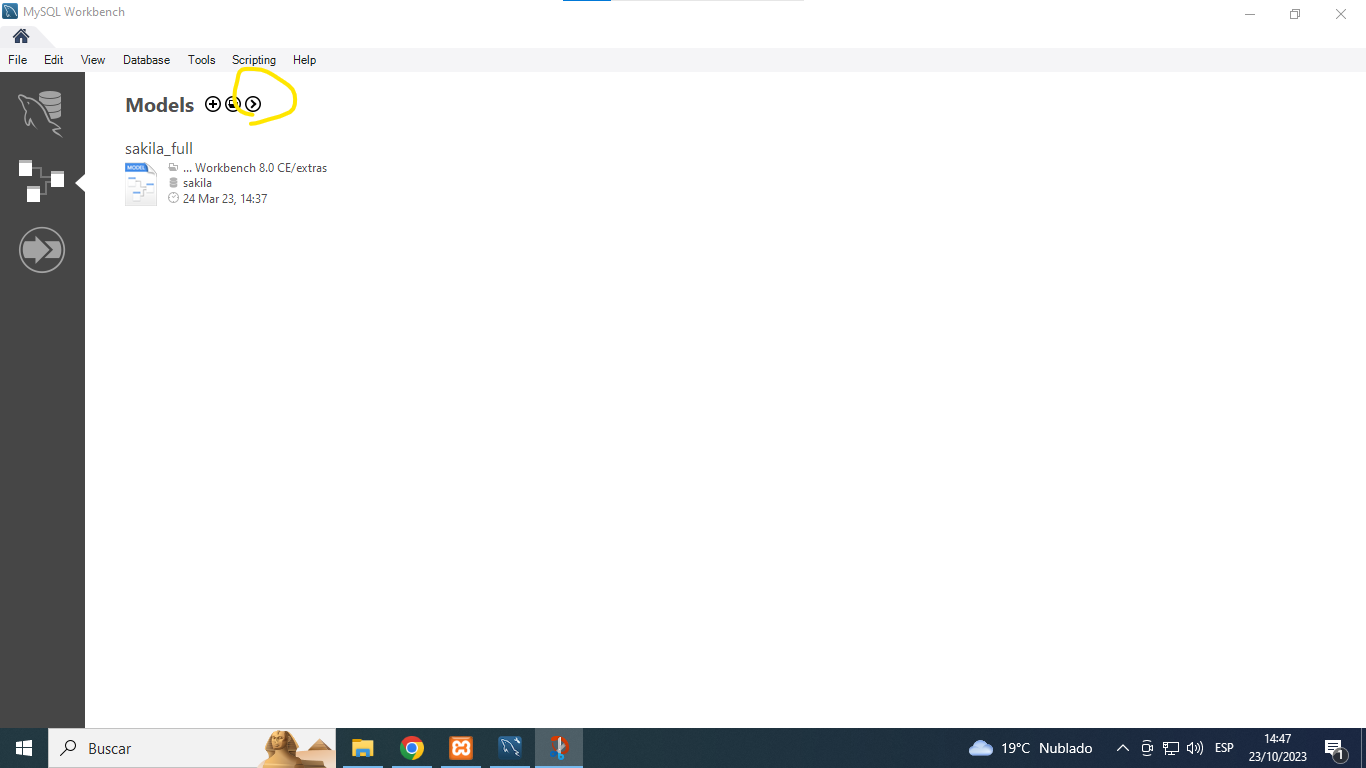 MySQL Workbench
File Edit View Database Tools Scripting Help
Models
sakila_full
MODEL
... Workbench 8.0 CE/extras
sakila
24 Mar 23, 14:37
Buscar
19°C Nublado
ESP
14:47
23/10/2023
1